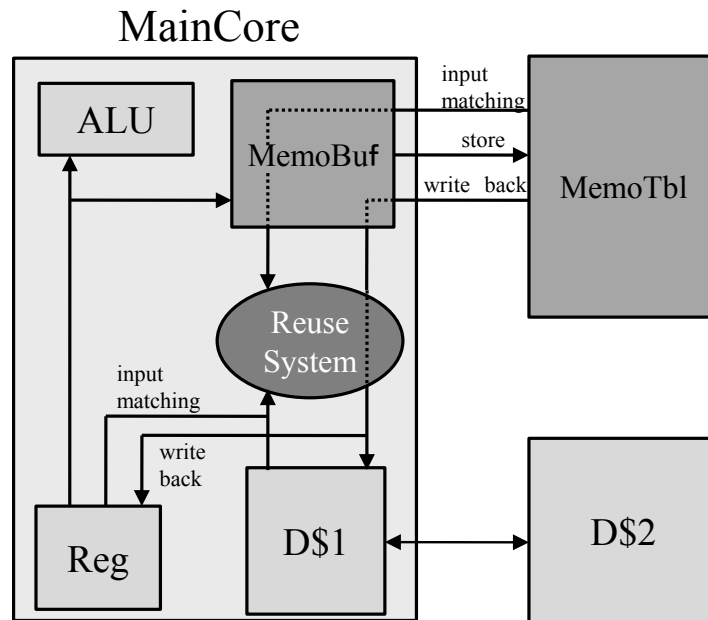 MainCore
ALU
MemoBuf
input
matching
store
write back
MemoTbl
Reuse
System
input
matching
write
back
Reg
D$1
D$2